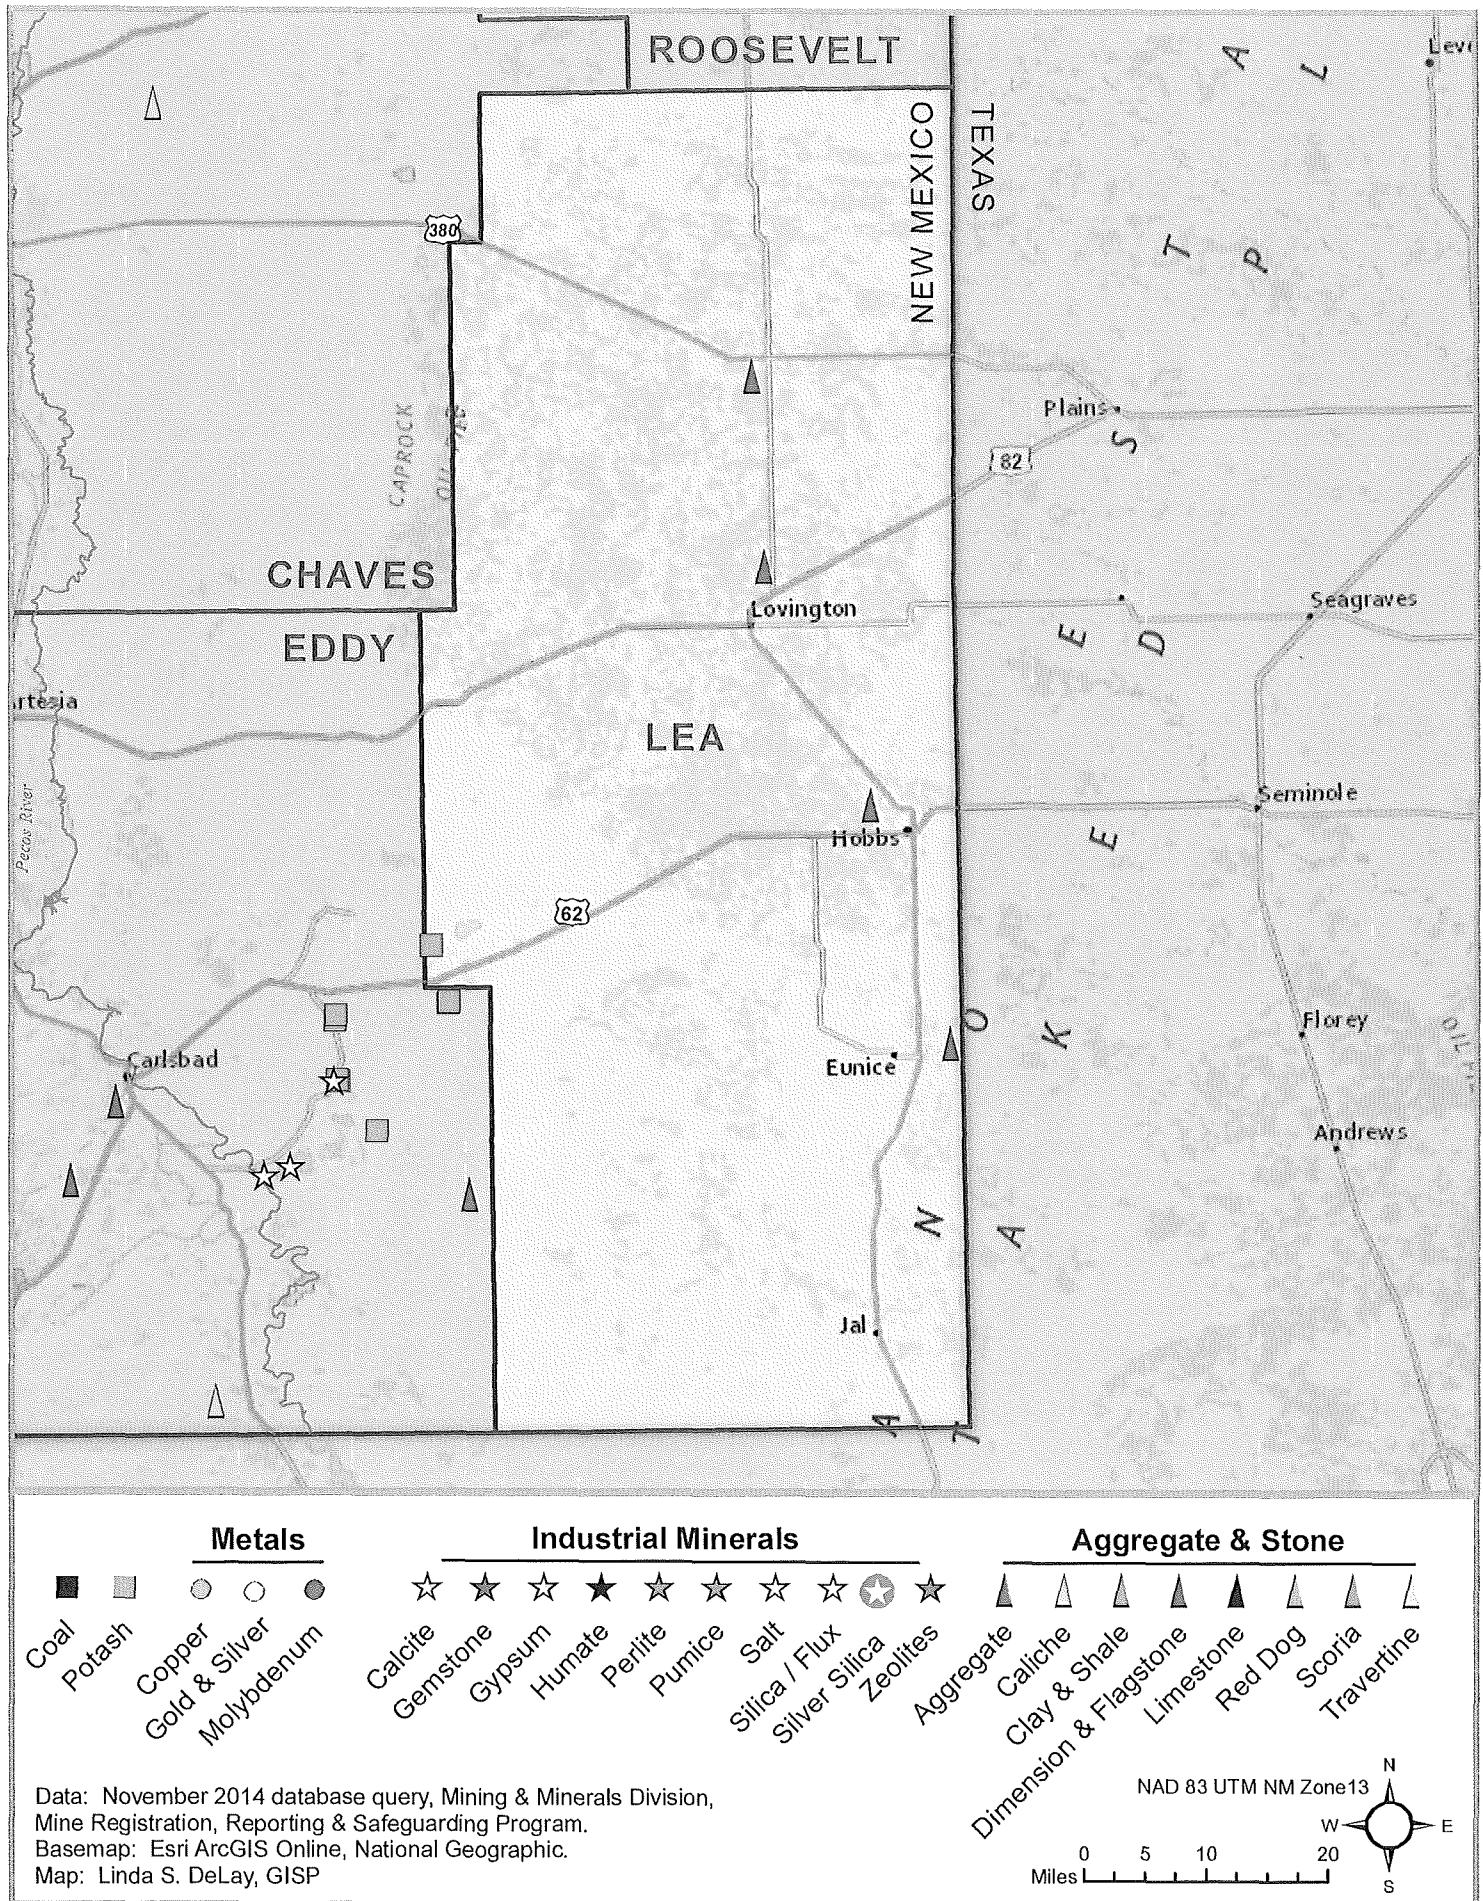 ROOSEVELT
Leve
A L
NEW MEXICO
TEXAS
380
T P
CAPROCK
OIL
Plains
S
82
CHAVES
Lovington
Seagraves
EDDY
E D
rtesia
LEA
Pecos River
Seminole
Hobbs
E
62
O K
Florey
OIL
Carlsbad
Eunice
Andrews
N A
Jal
A
Metals
Industrial Minerals
Aggregate & Stone
Coal
Potash
Copper
Gold & Silver
Molybdenum
Calcite
Gemstone
Gypsum
Humate
Perlite
Pumice
Salt
Silica / Flux
Silver Silica
Zeolites
Aggregate
Caliche
Clay & Shale
Dimension & Flagstone
Limestone
Red Dog
Scoria
Travertine
Data: November 2014 database query, Mining & Minerals Division,
Mine Registration, Reporting & Safeguarding Program.
Basemap: Esri ArcGIS Online, National Geographic.
Map: Linda S. DeLay, GISP
NAD 83 UTM NM Zone13
N
W E
S
0 5 10 20
Miles